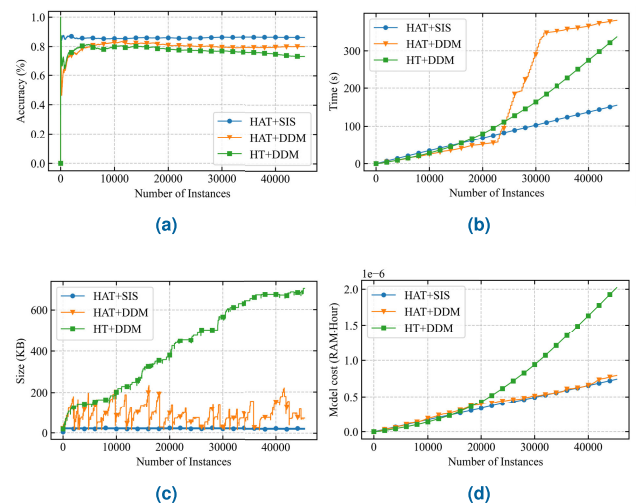 1.0
0.8
0.6
0.4
0.2
0.0
Accuracy (%)
HAT+SIS
HAT+DDM
HT+DDM
0
10000
20000
30000
40000
Number of Instances
(a)
300
200
100
0
Time (s)
HAT+SIS
HAT+DDM
HT+DDM
0
10000
20000
30000
40000
Number of Instances
(b)
600
400
200
0
Size (KB)
HAT+SIS
HAT+DDM
HT+DDM
0
10000
20000
30000
40000
Number of Instances
(c)
1e-6
2.0
1.5
1.0
0.5
0.0
Model cost (RAM-Hour)
HAT+SIS
HAT+DDM
HT+DDM
0
10000
20000
30000
40000
Number of Instances
(d)